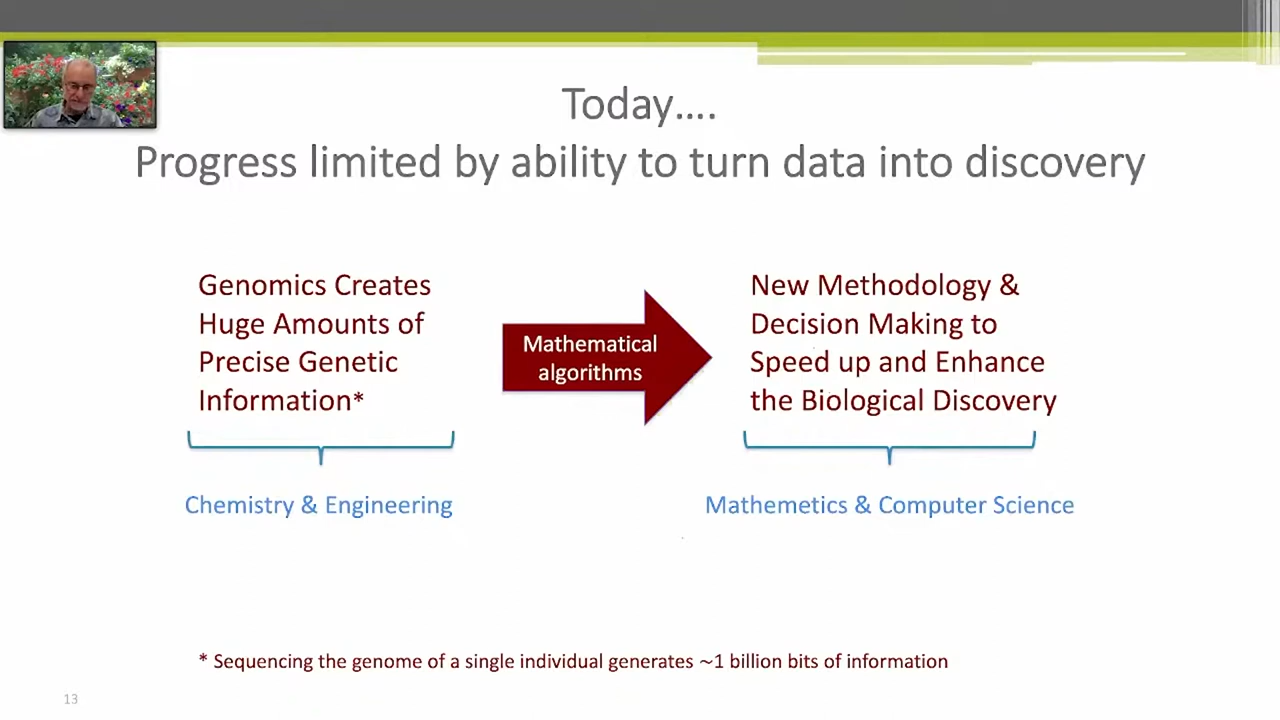 Today….
Progress limited by ability to turn data into discovery
Genomics Creates
Huge Amounts of
Precise Genetic
Information*
Mathematical
algorithms
New Methodology &
Decision Making to
Speed up and Enhance
the Biological Discovery
Chemistry & Engineering
Mathemetics & Computer Science
* Sequencing the genome of a single individual generates ~1 billion bits of information
13